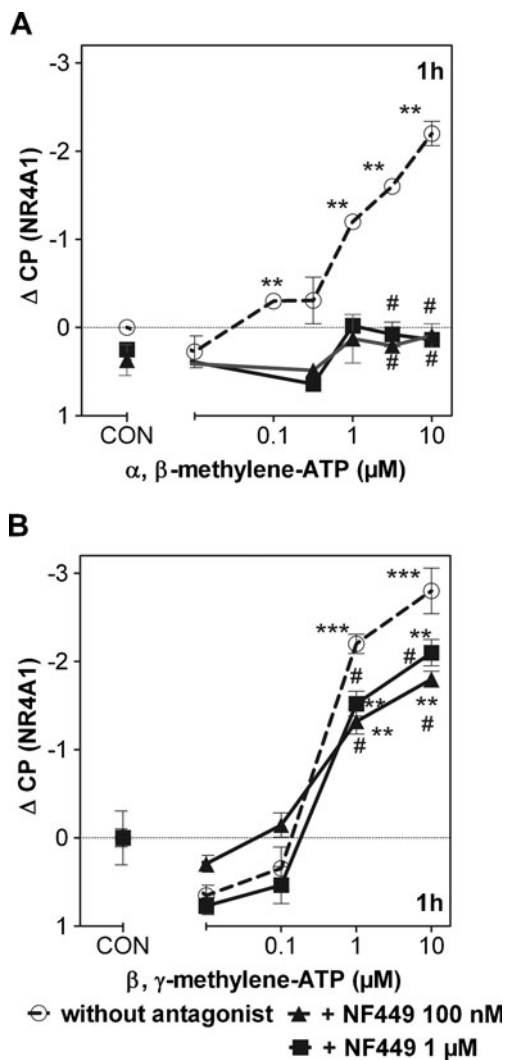 A
1h
-3
-2
-1
0
1
Δ CP (NR4A1)
**
**
**
**
#
#
#
#
CON
0.1
1
10
α, β-methylene-ATP (µM)
B
-3
-2
-1
0
1
Δ CP (NR4A1)
***
***
**
#
#
**
**
**
#
#
1h
CON
0.1
1
10
β, γ-methylene-ATP (µM)
without antagonist + NF449 100 nM
+ NF449 1 µM